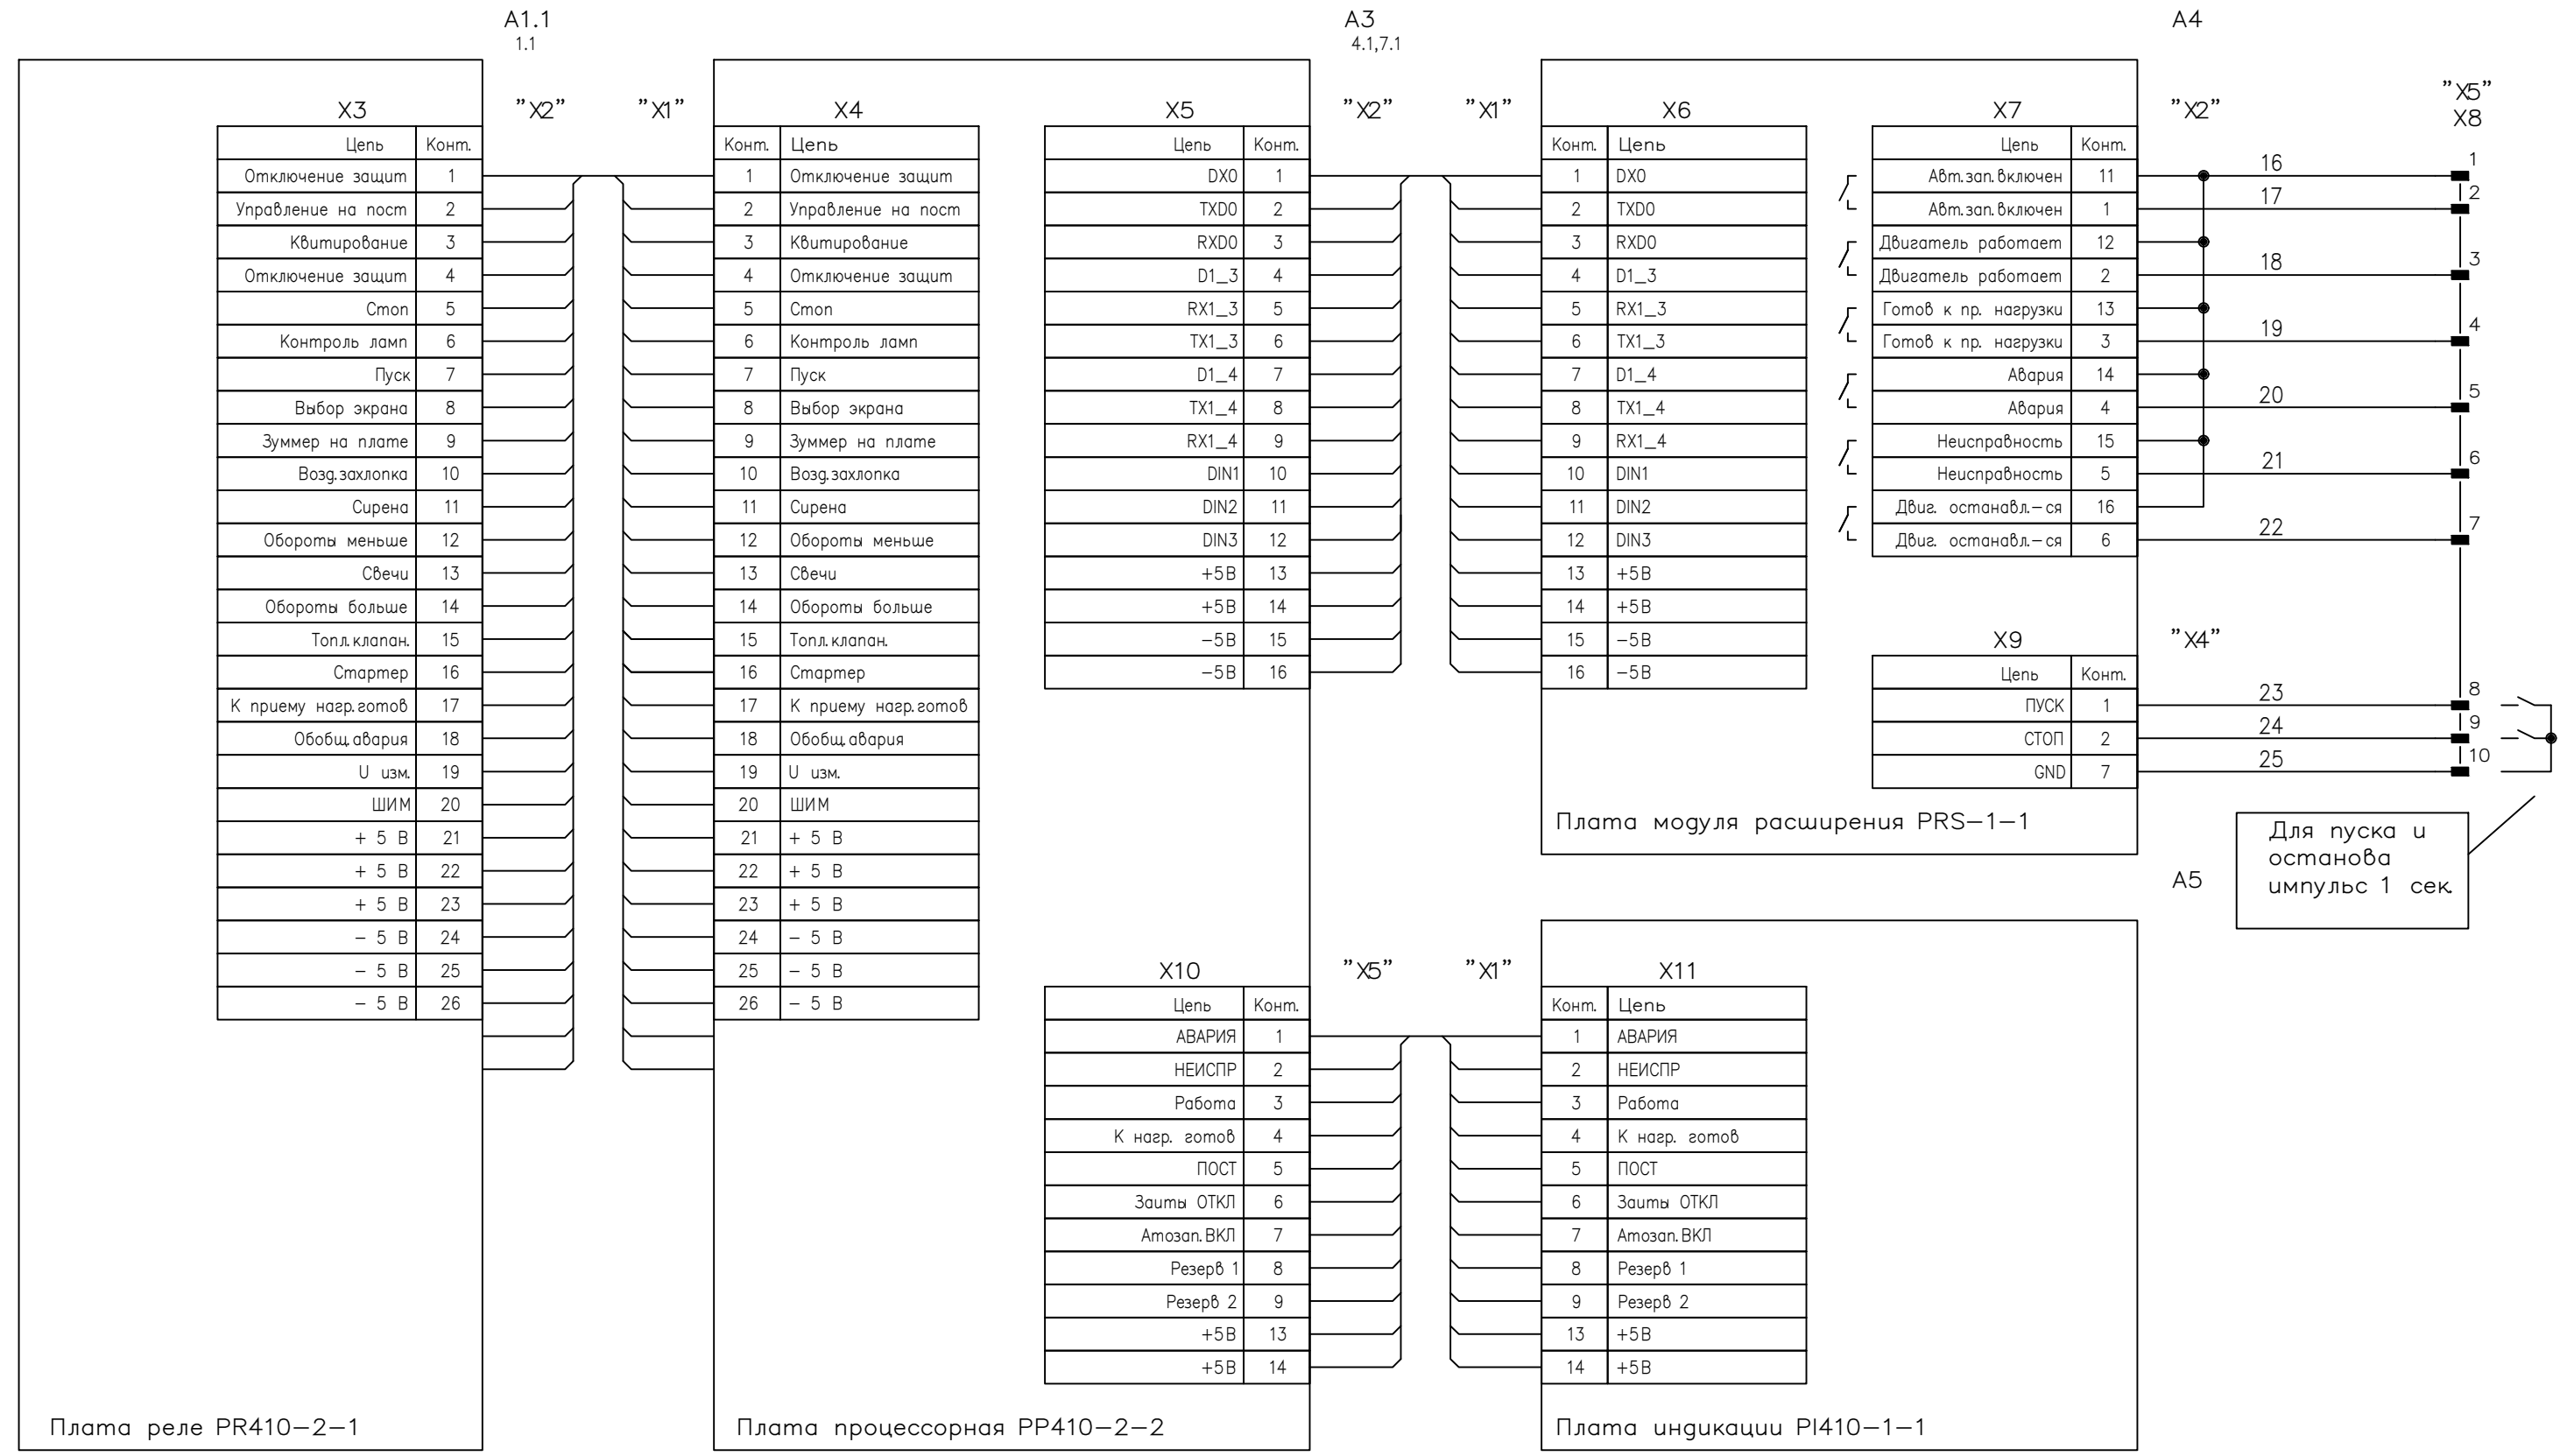 A1.1
1.1
A3
4.1,7.1
A4
X3
"X2"
"X1"
X4
Цепь Конт.
Отключение защит 1
Управление на пост 2
Квитирование 3
Отключение защит 4
Стоп 5
Контроль ламп 6
Пуск 7
Выбор экрана 8
Зуммер на плате 9
Возд.захлопка 10
Сирена 11
Обороты меньше 12
Свечи 13
Обороты больше 14
Топл.клапан. 15
Стартер 16
К приему нагр.готов 17
Обобщ.авария 18
U изм. 19
ШИМ 20
+ 5 В 21
+ 5 В 22
+ 5 В 23
– 5 В 24
– 5 В 25
– 5 В 26
Плата реле PR410–2–1
Конт. Цепь
1 Отключение защит
2 Управление на пост
3 Квитирование
4 Отключение защит
5 Стоп
6 Контроль ламп
7 Пуск
8 Выбор экрана
9 Зуммер на плате
10 Возд.захлопка
11 Сирена
12 Обороты меньше
13 Свечи
14 Обороты больше
15 Топл.клапан.
16 Стартер
17 К приему нагр.готов
18 Обобщ.авария
19 U изм.
20 ШИМ
21 + 5 В
22 + 5 В
23 + 5 В
24 – 5 В
25 – 5 В
26 – 5 В
X5
"X2"
"X1"
X6
Цепь Конт.
DX0 1
TXD0 2
RXD0 3
D1_3 4
RX1_3 5
TX1_3 6
D1_4 7
TX1_4 8
RX1_4 9
DIN1 10
DIN2 11
DIN3 12
+5В 13
+5В 14
–5В 15
–5В 16
Конт. Цепь
1 DX0
2 TXD0
3 RXD0
4 D1_3
5 RX1_3
6 TX1_3
7 D1_4
8 TX1_4
9 RX1_4
10 DIN1
11 DIN2
12 DIN3
13 +5В
14 +5В
15 –5В
16 –5В
X7
"X2"
"X5"
X8
Цепь Конт.
Авт.зап.включен 11 16 1
Авт.зап.включен 1 17 2
Двигатель работает 12
Двигатель работает 2 18 3
Готов к пр. нагрузки 13
Готов к пр. нагрузки 3 19 4
Авария 14
Авария 4 20 5
Неисправность 15
Неисправность 5 21 6
Двиг. останавл.–ся 16
Двиг. останавл.–ся 6 22 7
X9
"X4"
Цепь Конт.
ПУСК 1 23 8
СТОП 2 24 9
GND 7 25 10
Плата модуля расширения PRS–1–1
Для пуска и
останова
импульс 1 сек.
A5
X10
"X5"
"X1"
X11
Цепь Конт.
АВАРИЯ 1
НЕИСПР 2
Работа 3
К нагр. готов 4
ПОСТ 5
Заиты ОТКЛ 6
Атозап.ВКЛ 7
Резерв 1 8
Резерв 2 9
+5В 13
+5В 14
Плата процессорная PP410–2–2
Конт. Цепь
1 АВАРИЯ
2 НЕИСПР
3 Работа
4 К нагр. готов
5 ПОСТ
6 Заиты ОТКЛ
7 Атозап.ВКЛ
8 Резерв 1
9 Резерв 2
13 +5В
14 +5В
Плата индикации PI410–1–1